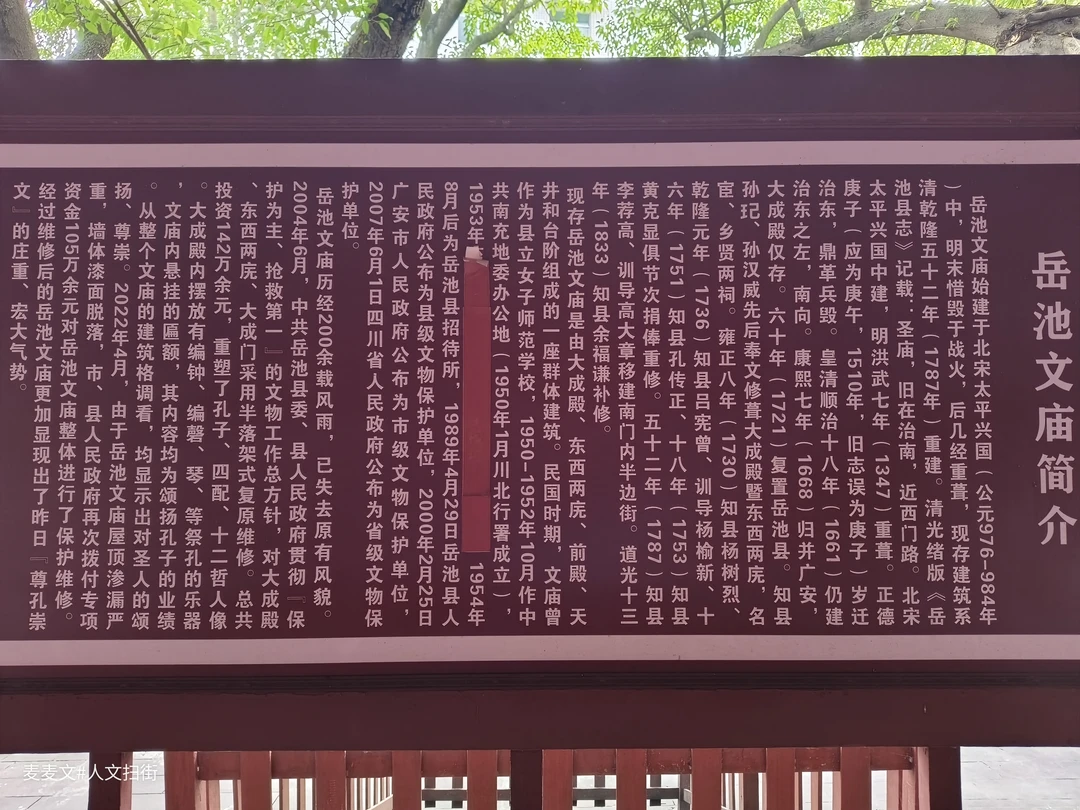 岳池文庙简介
岳池文庙始建于北宋太平兴国（公元976-984年
）中，明末惜毁于战火，后几经重葺，现存建筑系
清乾隆五十二年（1787年）重建。清光绪版《岳
池县志》记载：圣庙，旧在治南，近西门路。北宋
太平兴国中建，明洪武七年（1347）重葺。正德
庚子（应为庚午，1510年，旧志误为庚子）岁迁
治东，鼎革兵毁。皇清顺治十八年（1661）仍建
治东之左，南向。康熙七年（1668）归并广安，
大成殿仅存。六十年（1721）复置岳池县。知县
孙玘、孙汉威先后奉文修葺大成殿暨东西两庑，名
宦、乡贤两祠。雍正八年（1730）知县杨树烈、
乾隆元年（1736）知县吕宪曾、训导杨榆新、十
六年（1751）知县孔传正、十八年（1753）知县
黄克显俱节次捐俸重修。五十二年（1787）知县
李荐高、训导高大章移建南门内半边街。道光十三
年（1833）知县余福谦补修。
现存岳池文庙是由大成殿、东西两庑、前殿、天
井和台阶组成的一座群体建筑。民国时期，文庙曾
作为县立女子师范学校，1950-1952年10月作中
共南充地委办公地（1950年1月川北行署成立），
1953年 1954年
8月后为岳池县招待所，1989年4月29日岳池县人
民政府公布为县级文物保护单位，2000年2月25日
广安市人民政府公布为市级文物保护单位，
2007年6月1日四川省人民政府公布为省级文物保
护单位。
岳池文庙历经200余载风雨，已失去原有风貌。
2004年6月，中共岳池县委、县人民政府贯彻『保
护为主、抢救第一』的文物工作总方针，对大成殿
、东西两庑、大成门采用半落架式复原维修。总共
投资142万余元，重塑了孔子、四配、十二哲人像
。大成殿内摆放有编钟、编磬、琴、等祭孔的乐器
，文庙内悬挂的匾额，其内容均为颂扬孔子的业绩
。从整个文庙的建筑格调看，均显示出对圣人的颂
扬、尊崇。2022年4月，由于岳池文庙屋顶渗漏严
重，墙体漆面脱落，市、县人民政府再次拨付专项
资金105万余元对岳池文庙整体进行了保护维修。
经过维修后的岳池文庙更加显现出了昨日『尊孔崇
文』的庄重、宏大气势。
麦麦文#人文扫街